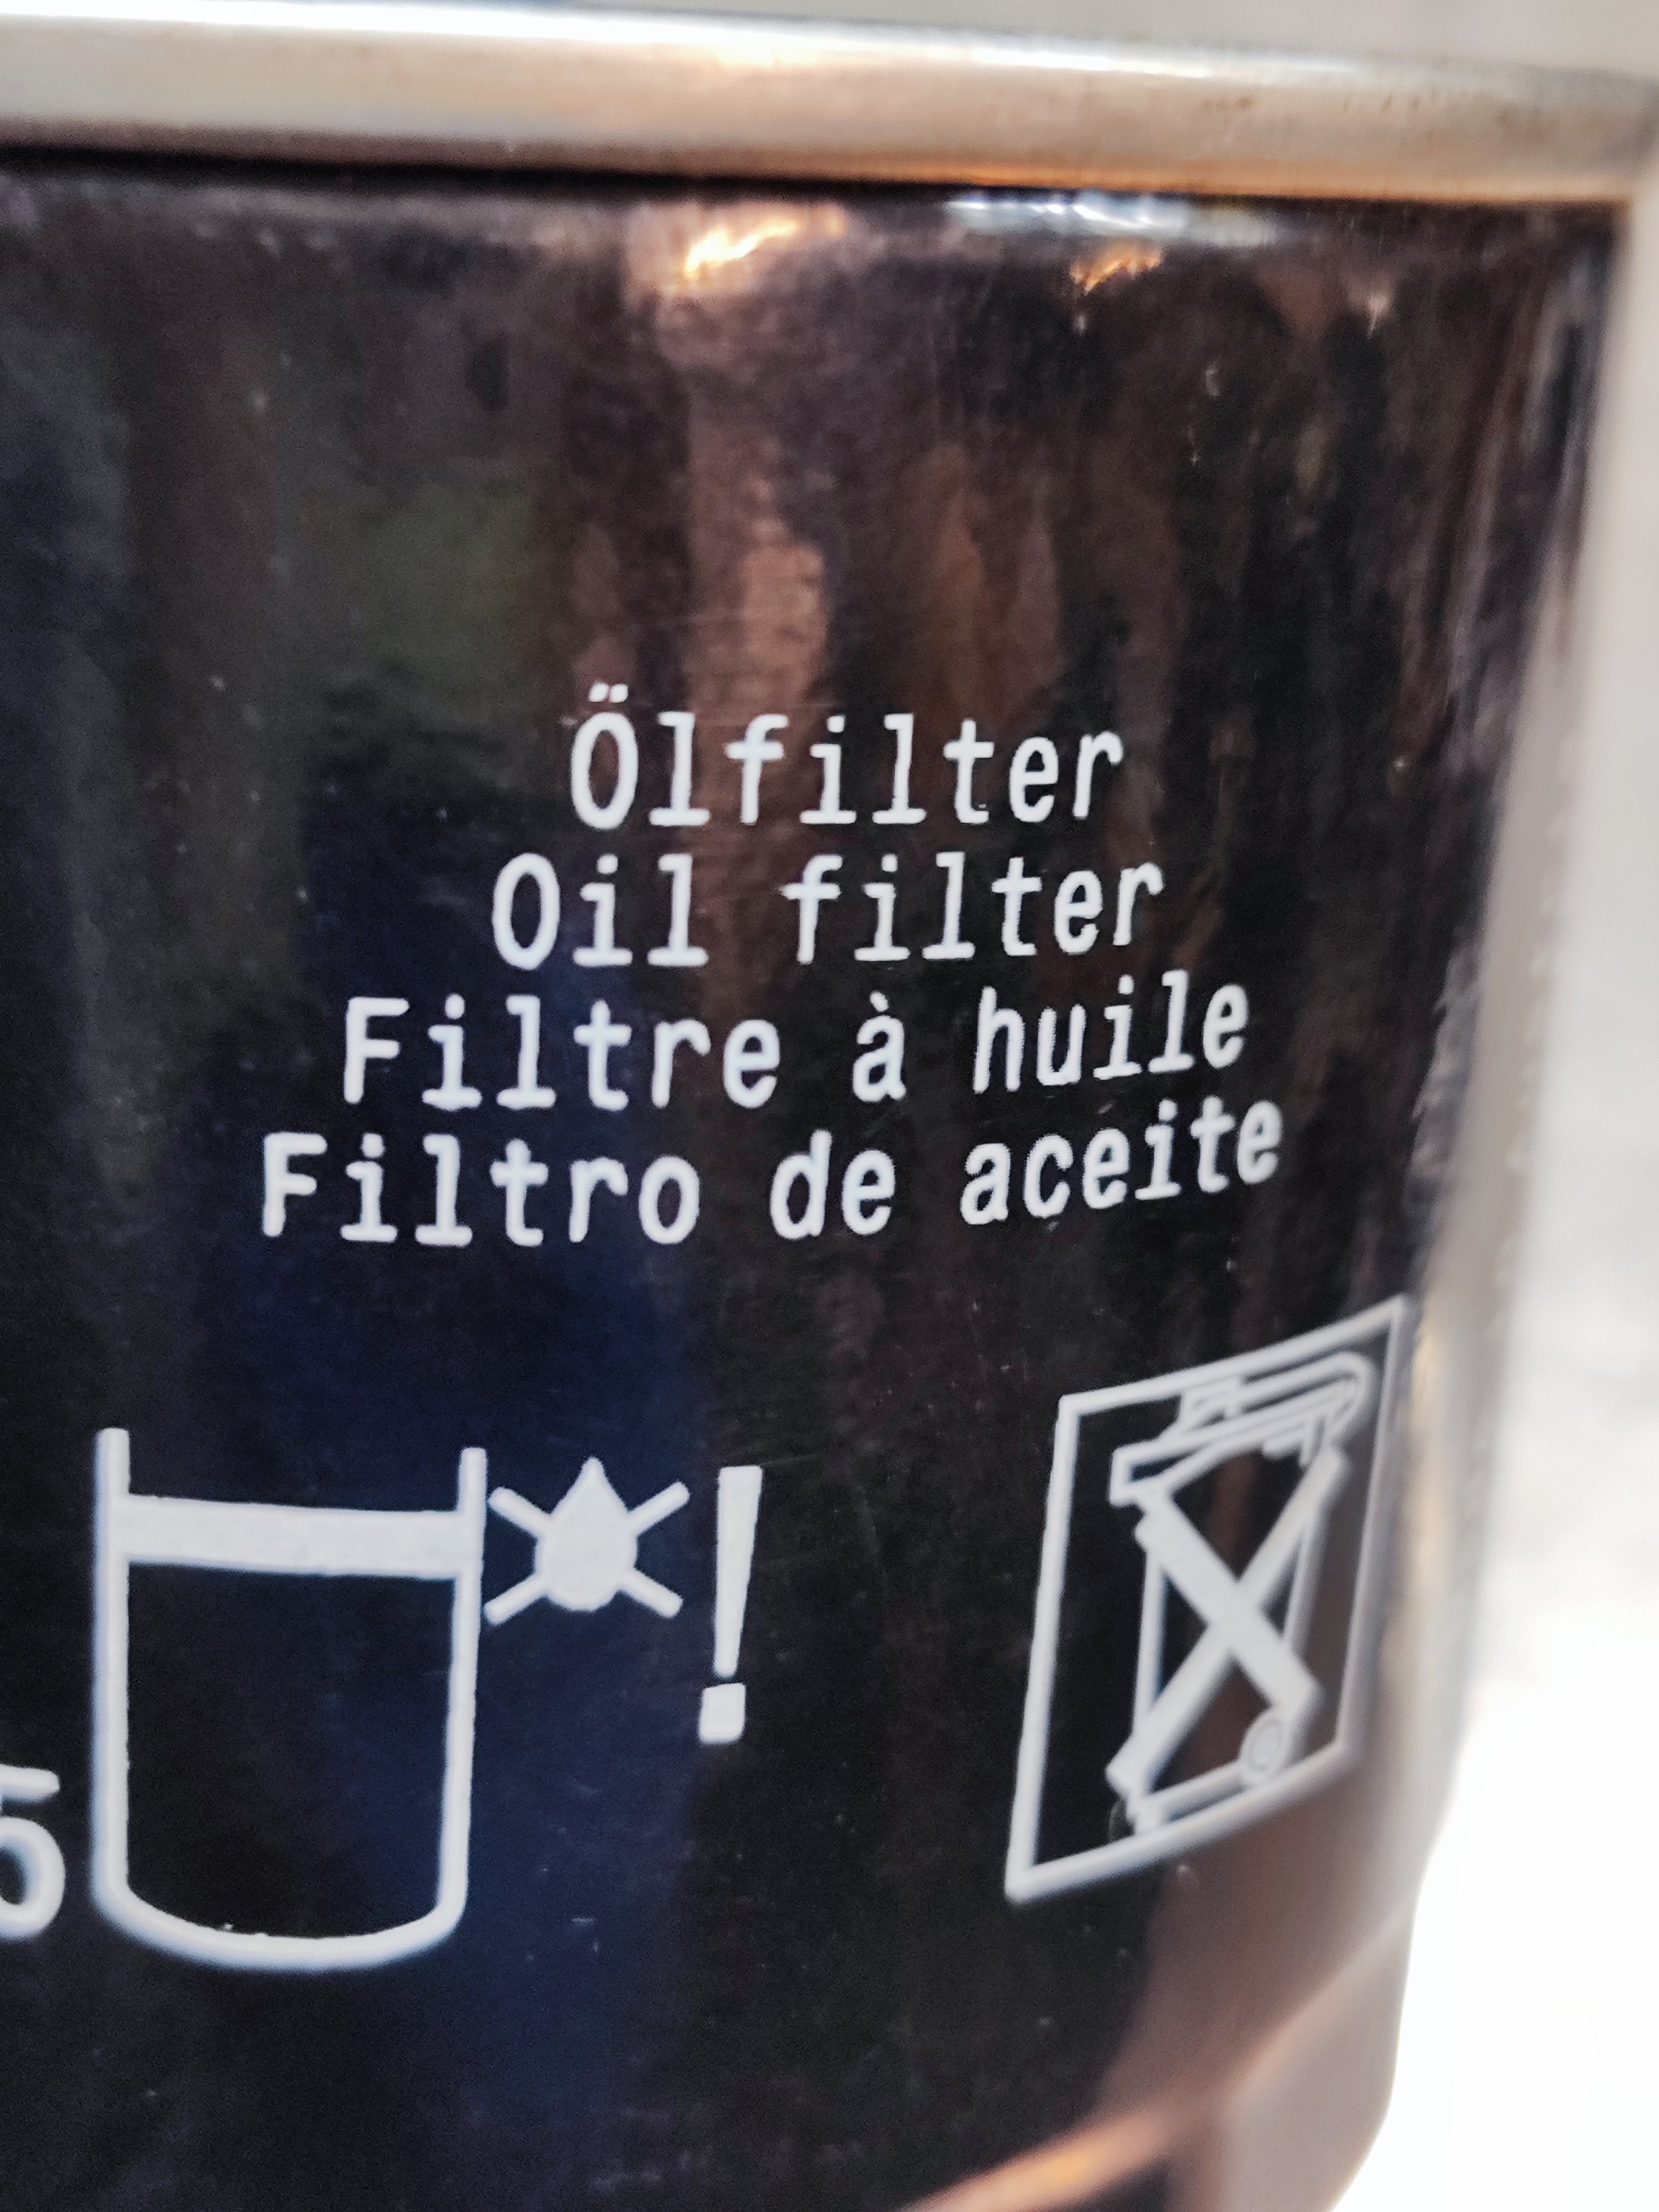 Ölfilter
Oil filter
Filtre à huile
Filtro de aceite
!